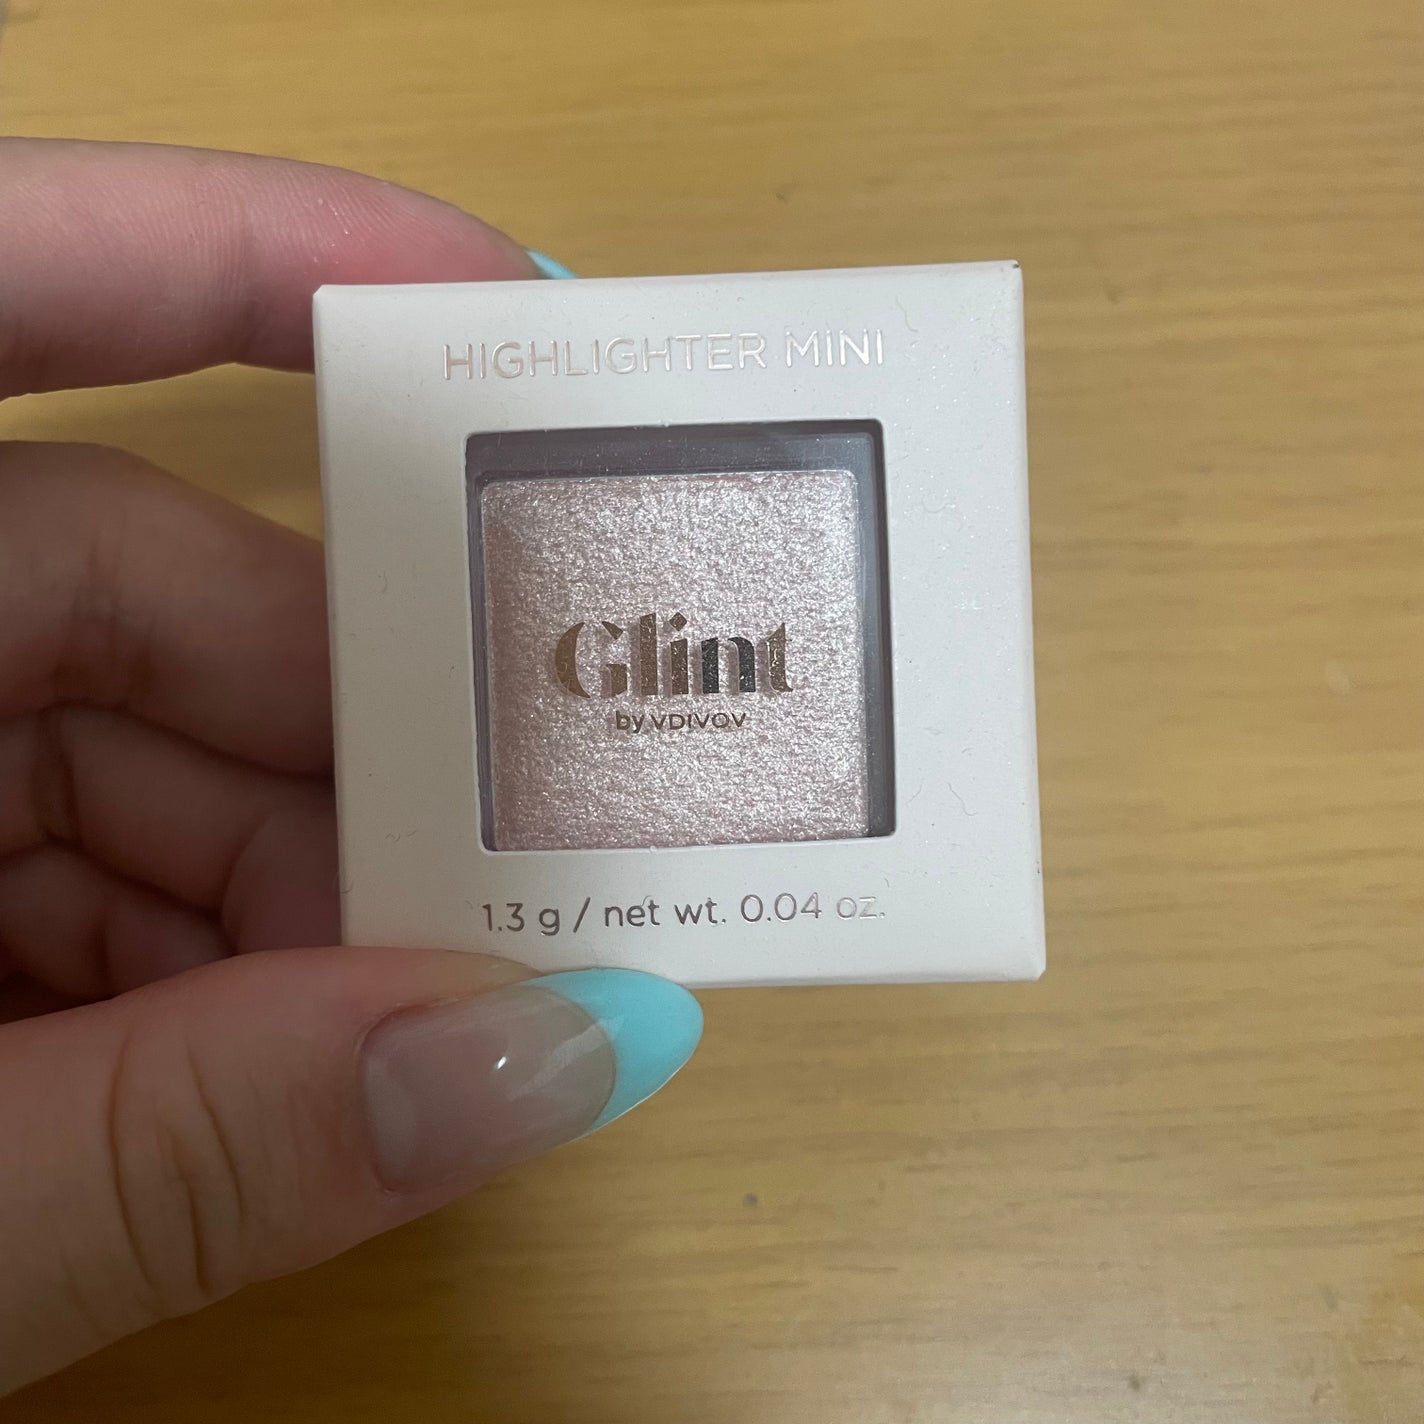 HIGHLIGHTER MINI
Glint
by VDIVOV
1.3 g / net wt. 0.04 oz.